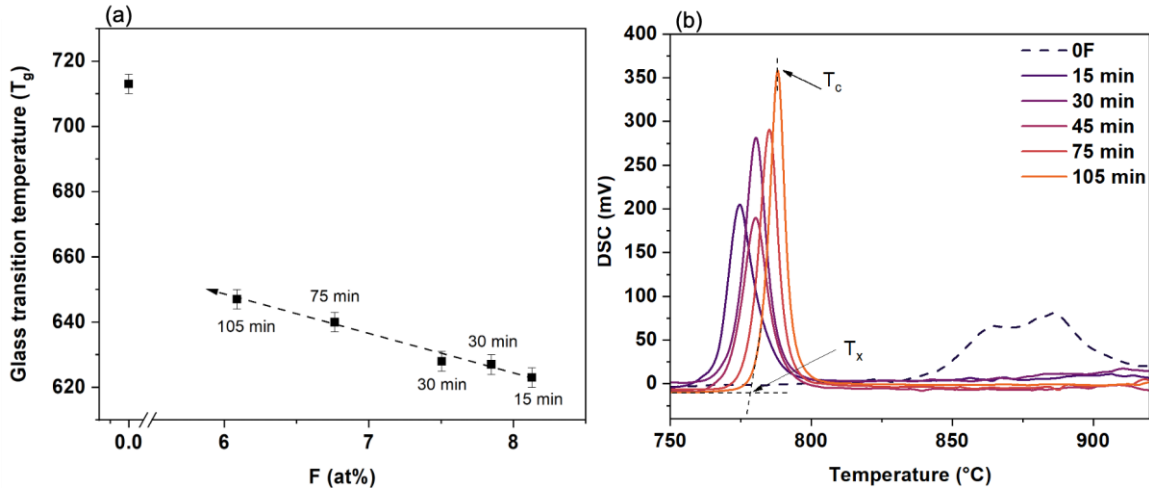 (a)
Glass transition temperature (Tg)
720
700
680
660
640
620
105 min
75 min
30 min
30 min
15 min
0.0
6
7
8
F (at%)
(b)
DSC (mV)
400
350
300
250
200
150
100
50
0
Tc
Tx
0F
15 min
30 min
45 min
75 min
105 min
750
800
850
900
Temperature (°C)